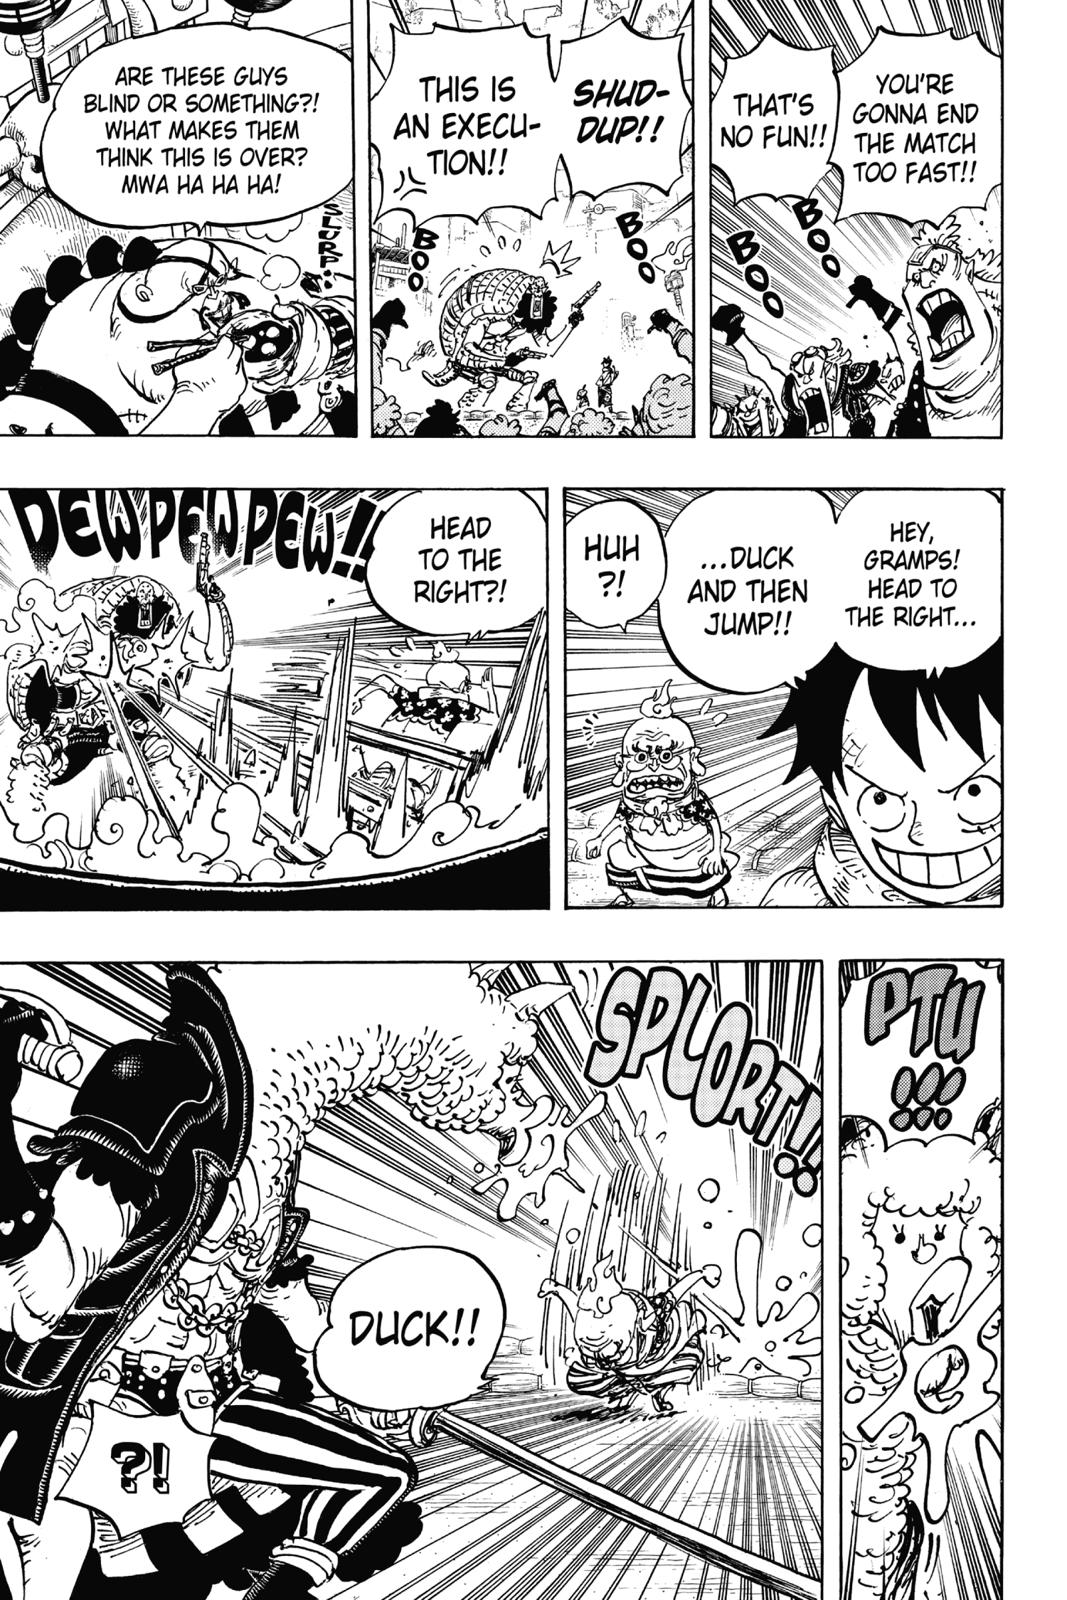 YOU'RE
GONNA END
THE MATCH
TOO FAST!!
THAT'S
NO FUN!!
BOO
BOO
SHUD-
DUP!!
THIS IS
AN EXECU-
TION!!
BOO
BOO
ARE THESE GUYS
BLIND OR SOMETHING?!
WHAT MAKES THEM
THINK THIS IS OVER?
MWA HA HA HA!
SLURP!
HEY,
GRAMPS!
HEAD TO
THE RIGHT...
...DUCK
AND THEN
JUMP!!
HUH
?!
HEAD
TO THE
RIGHT?!
PEWPEWPEW!!
PTU
!!!
SPLORT!!
DUCK!!
?!